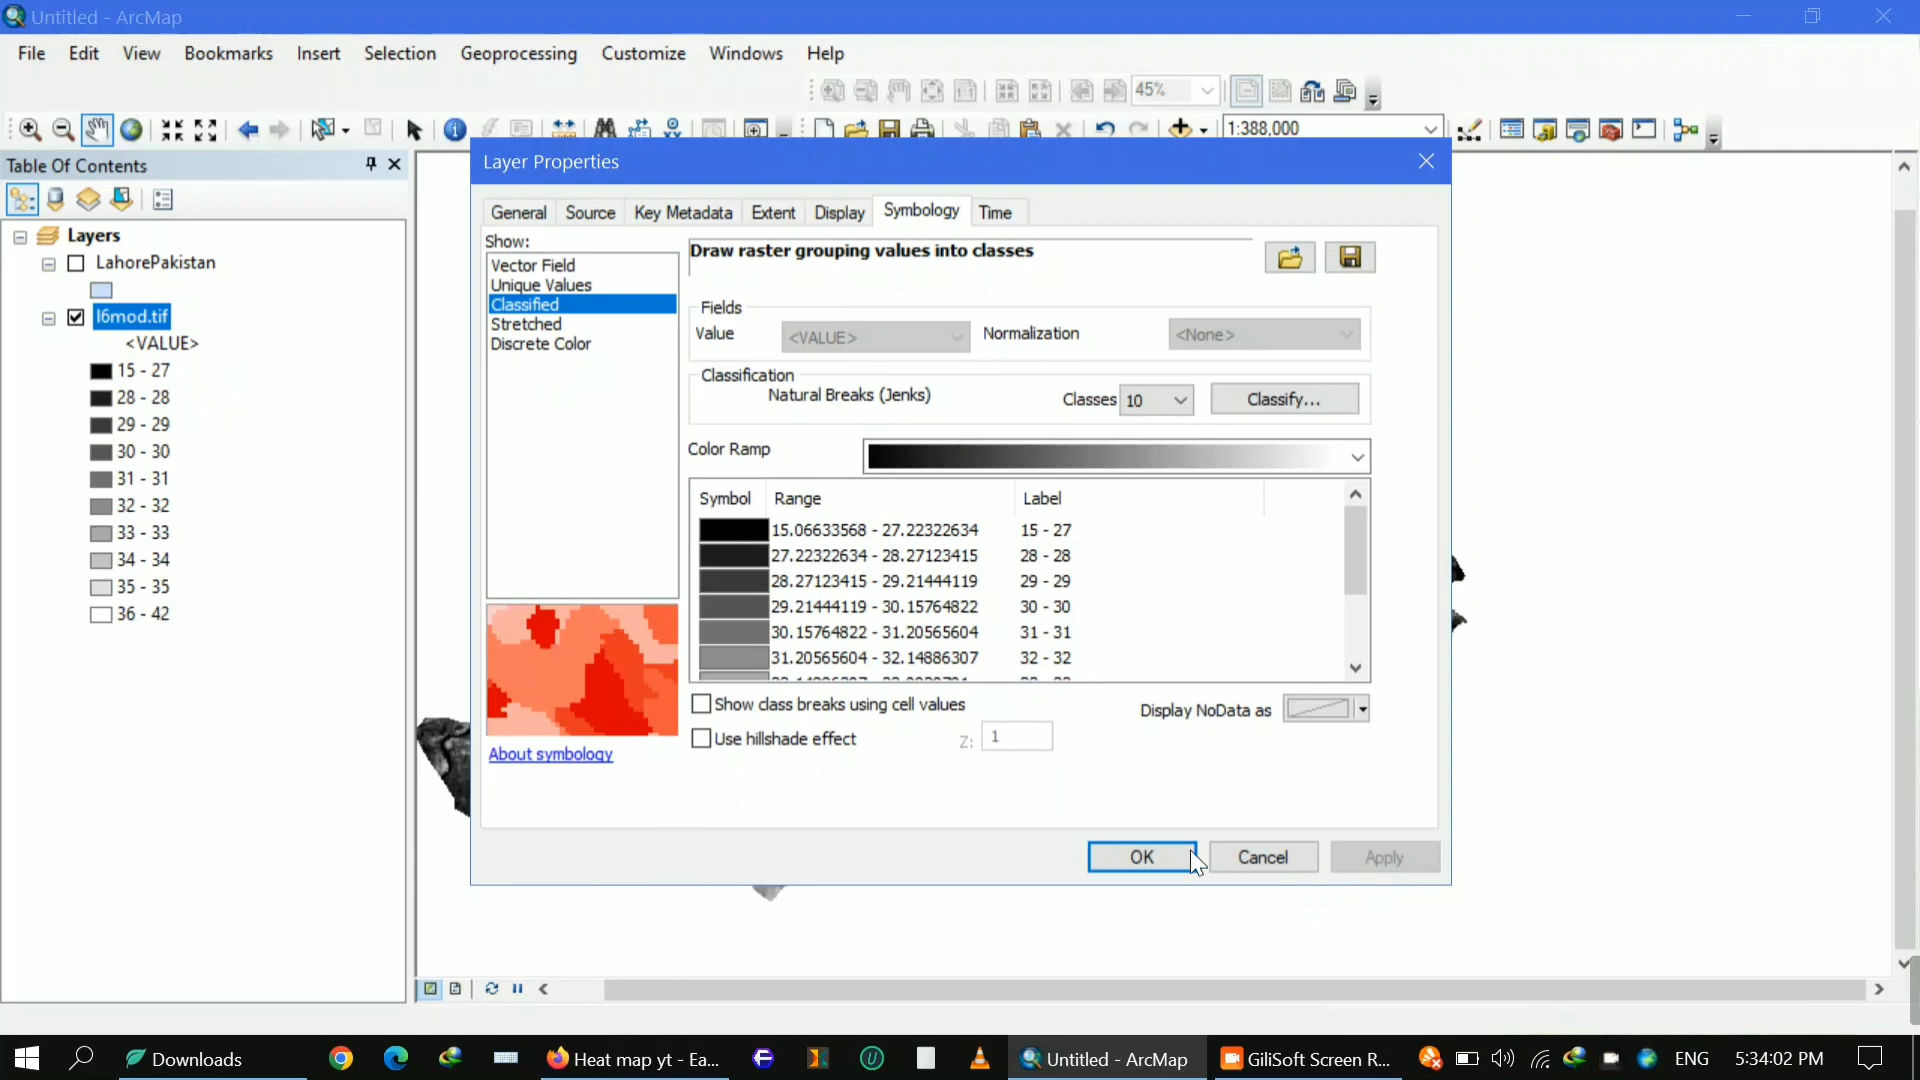 Untitled - ArcMap
File Edit View Bookmarks Insert Selection Geoprocessing Customize Windows Help
45%
1:388,000
Table Of Contents
Layers
LahorePakistan
l6mod.tif
<VALUE>
15 - 27
28 - 28
29 - 29
30 - 30
31 - 31
32 - 32
33 - 33
34 - 34
35 - 35
36 - 42
Layer Properties
General Source Key Metadata Extent Display Symbology Time
Show:
Vector Field
Unique Values
Classified
Stretched
Discrete Color
About symbology
Draw raster grouping values into classes
Fields
Value <VALUE> Normalization <None>
Classification
Natural Breaks (Jenks) Classes 10 Classify...
Color Ramp
Symbol Range Label
15.06633568 - 27.22322634 15 - 27
27.22322634 - 28.27123415 28 - 28
28.27123415 - 29.21444119 29 - 29
29.21444119 - 30.15764822 30 - 30
30.15764822 - 31.20565604 31 - 31
31.20565604 - 32.14886307 32 - 32
Show class breaks using cell values
Display NoData as
Use hillshade effect Z: 1
OK Cancel Apply
Downloads Heat map yt - Ea... Untitled - ArcMap GiliSoft Screen R... ENG 5:34:02 PM